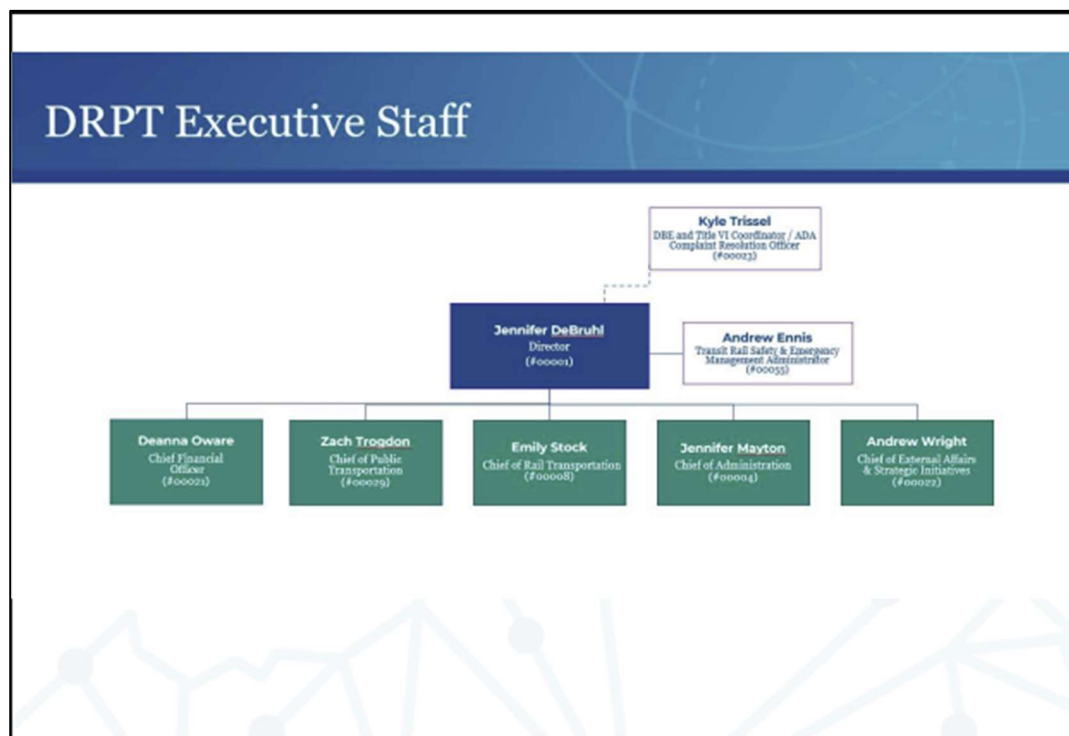 DRPT Executive Staff
Kyle Trissel
DBE and Title VI Coordinator / ADA
Complaint Resolution Officer
(#00023)
Jennifer DeBruhl
Director
(#00001)
Andrew Ennis
Transit Rail Safety & Emergency
Management Administrator
(#00055)
Deanna Oware
Chief Financial
Officer
(#00021)
Zach Trogdon
Chief of Public
Transportation
(#00029)
Emily Stock
Chief of Rail Transportation
(#00008)
Jennifer Mayton
Chief of Administration
(#00004)
Andrew Wright
Chief of External Affairs
& Strategic Initiatives
(#00022)